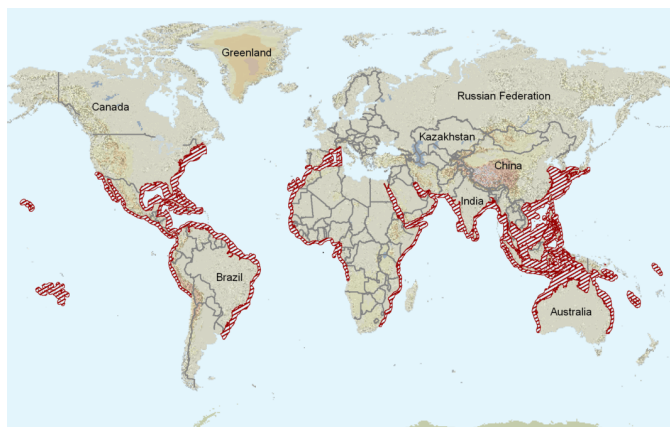 Greenland
Canada
Russian Federation
Kazakhstan
China
India
Brazil
Australia